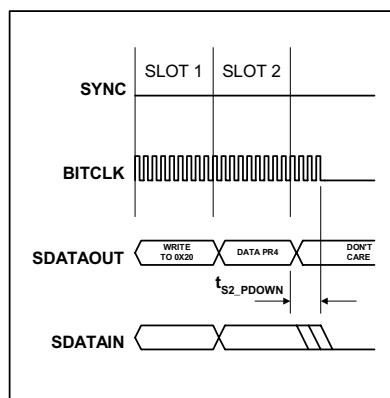 SLOT 1 SLOT 2
SYNC
BITCLK
SDATAOUT
WRITE
TO 0X20
DATA PR4
DON'T
CARE
tS2_PDOWN
SDATAIN